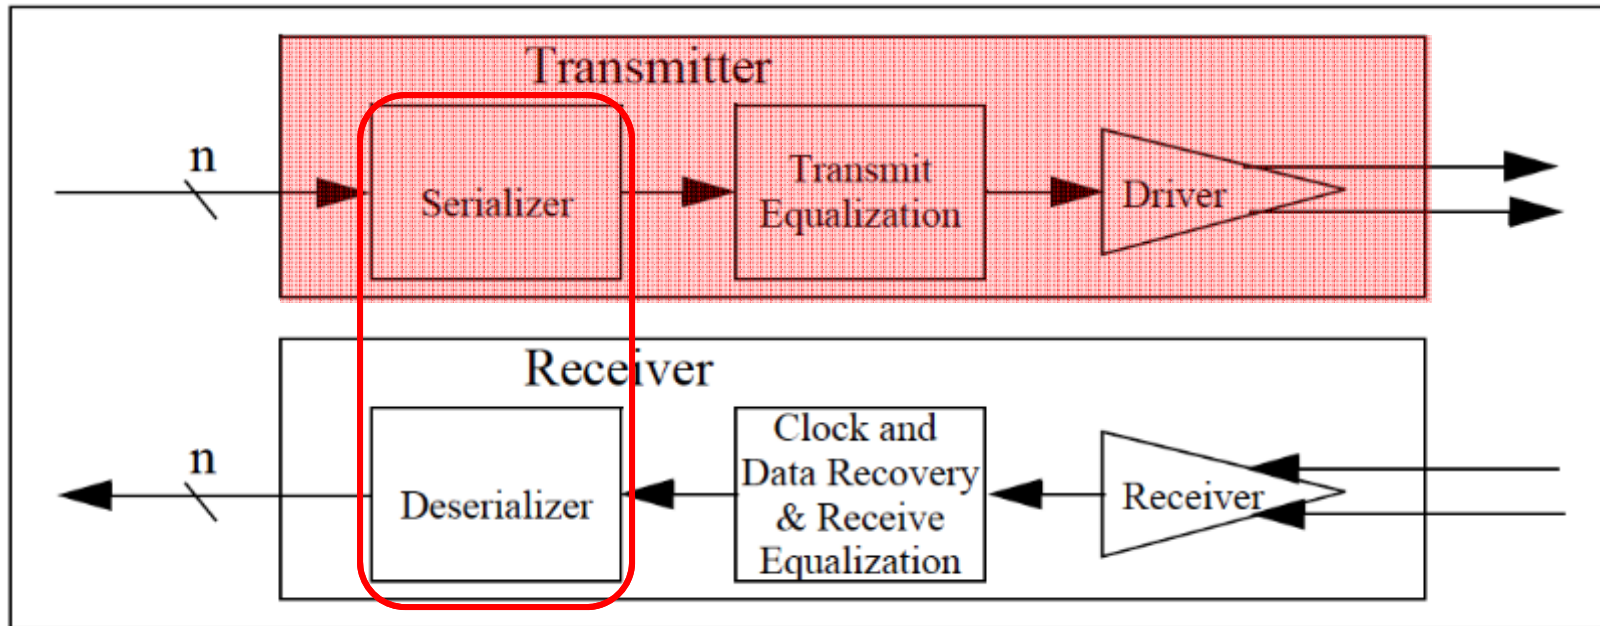 Transmitter
n
Serializer
Transmit
Equalization
Driver
Receiver
n
Deserializer
Clock and
Data Recovery
& Receive
Equalization
Receiver